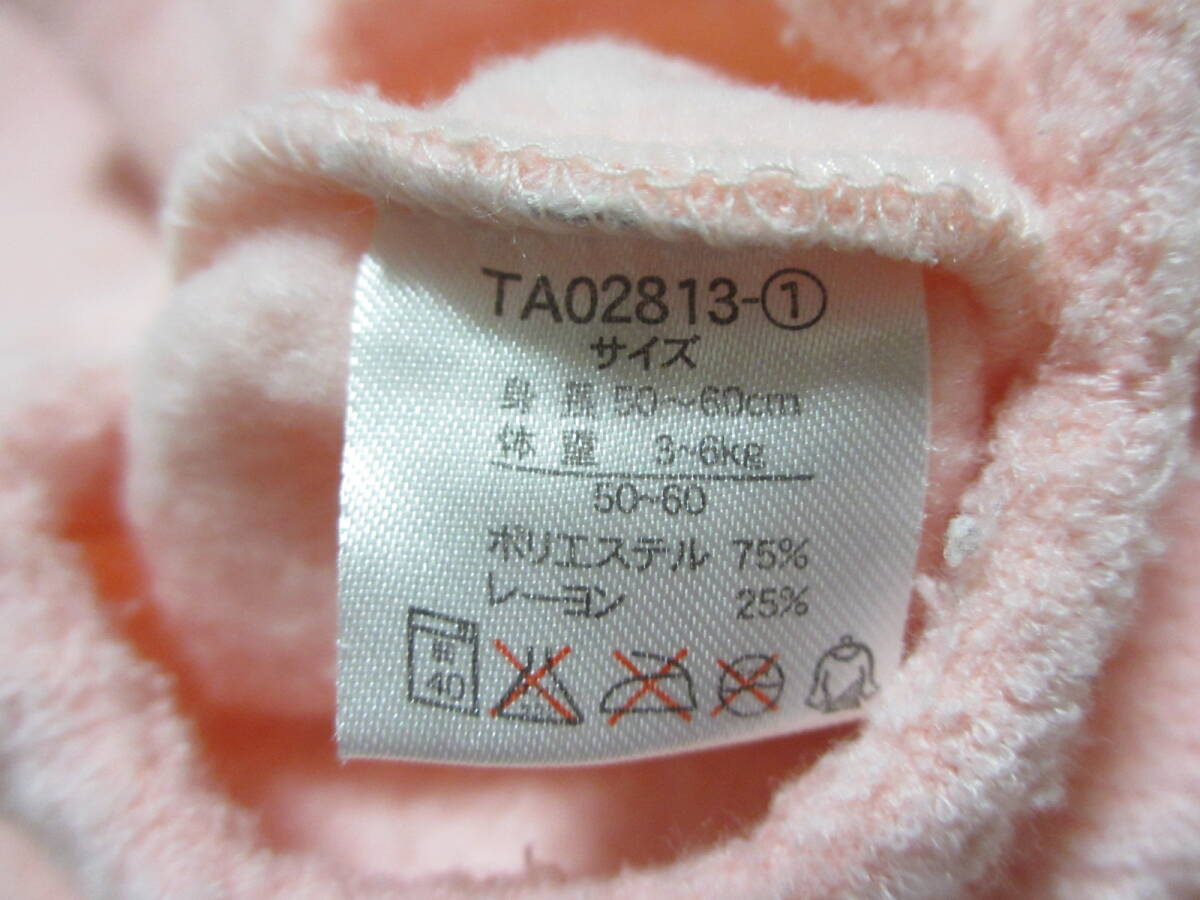 TA02813-①
サイズ
身長 50～60cm
体重 3~6kg
50~60
ポリエステル 75%
レーヨン 25%
40